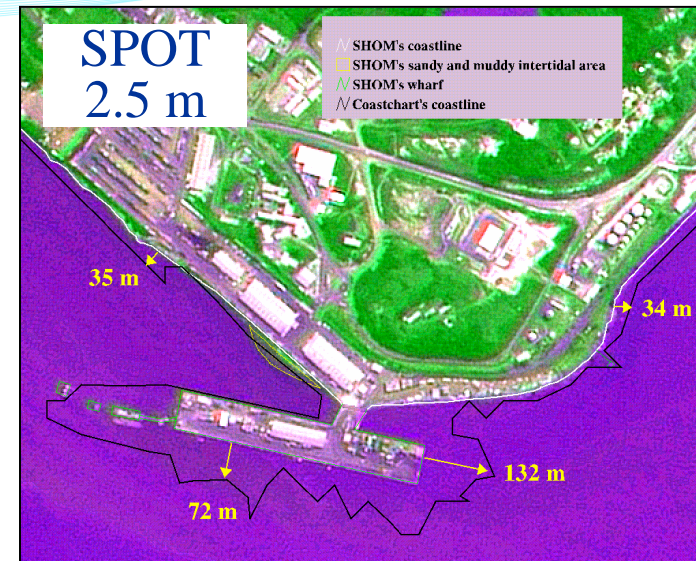 SPOT
2.5 m
SHOM's coastline
SHOM's sandy and muddy intertidal area
SHOM's wharf
Coastchart's coastline
35 m
34 m
132 m
72 m